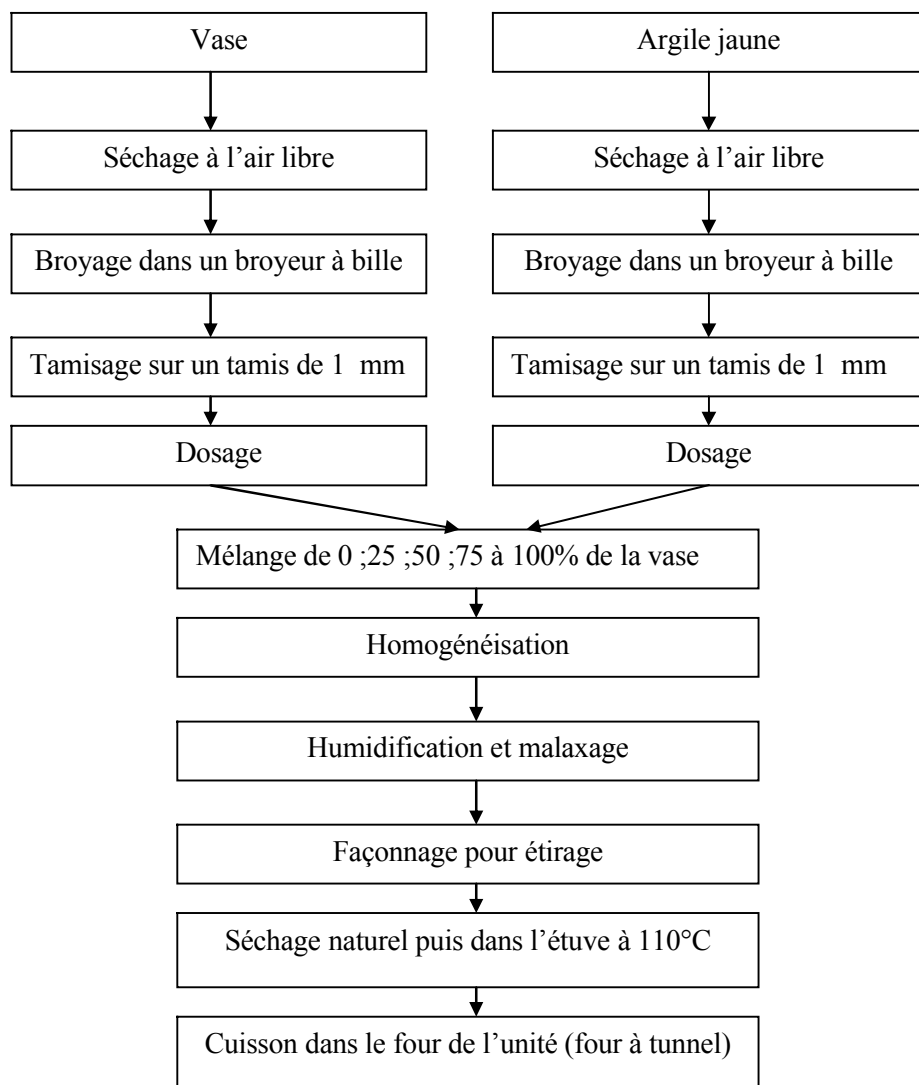 Vase
Argile jaune
Séchage à l’air libre
Séchage à l’air libre
Broyage dans un broyeur à bille
Broyage dans un broyeur à bille
Tamisage sur un tamis de 1 mm
Tamisage sur un tamis de 1 mm
Dosage
Dosage
Mélange de 0 ;25 ;50 ;75 à 100% de la vase
Homogénéisation
Humidification et malaxage
Façonnage pour étirage
Séchage naturel puis dans l’étuve à 110°C
Cuisson dans le four de l’unité (four à tunnel)